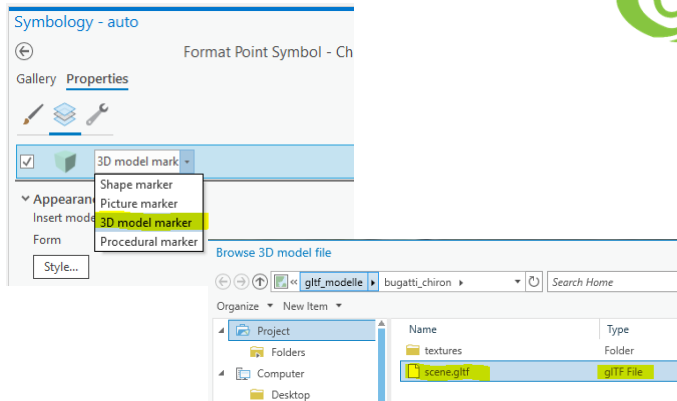 Symbology - auto
Format Point Symbol - Ch
Gallery Properties
3D model mark
Shape marker
Picture marker
3D model marker
Procedural marker
Appearan
Insert mode
Form
Style...
Browse 3D model file
« gltf_modelle bugatti_chiron Search Home
Organize New Item
Project Name Type
Folders textures Folder
Computer scene.gltf glTF File
Desktop